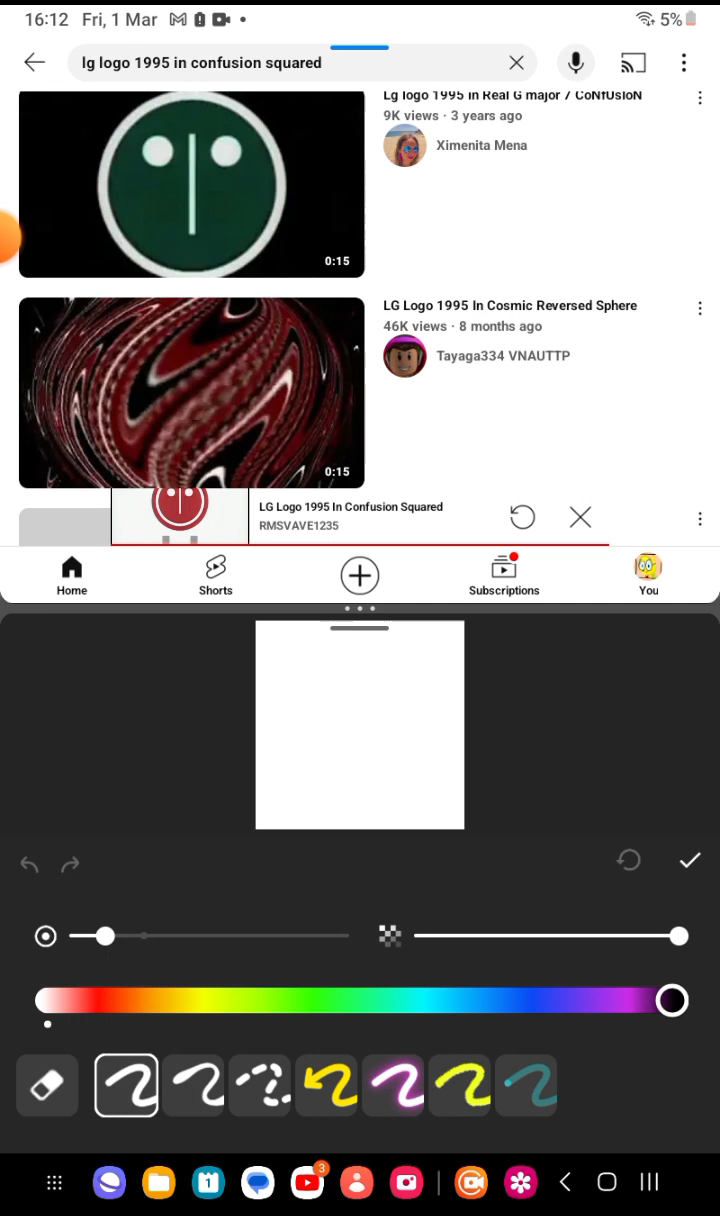 16:12 Fri, 1 Mar
5%
lg logo 1995 in confusion squared
Lg logo 1995 in Real G major 7 CoNfUsIoN
9K views · 3 years ago
Ximenita Mena
0:15
LG Logo 1995 In Cosmic Reversed Sphere
46K views · 8 months ago
Tayaga334 VNAUTTP
0:15
LG Logo 1995 In Confusion Squared
RMSVAVE1235
Home
Shorts
Subscriptions
You
1
3